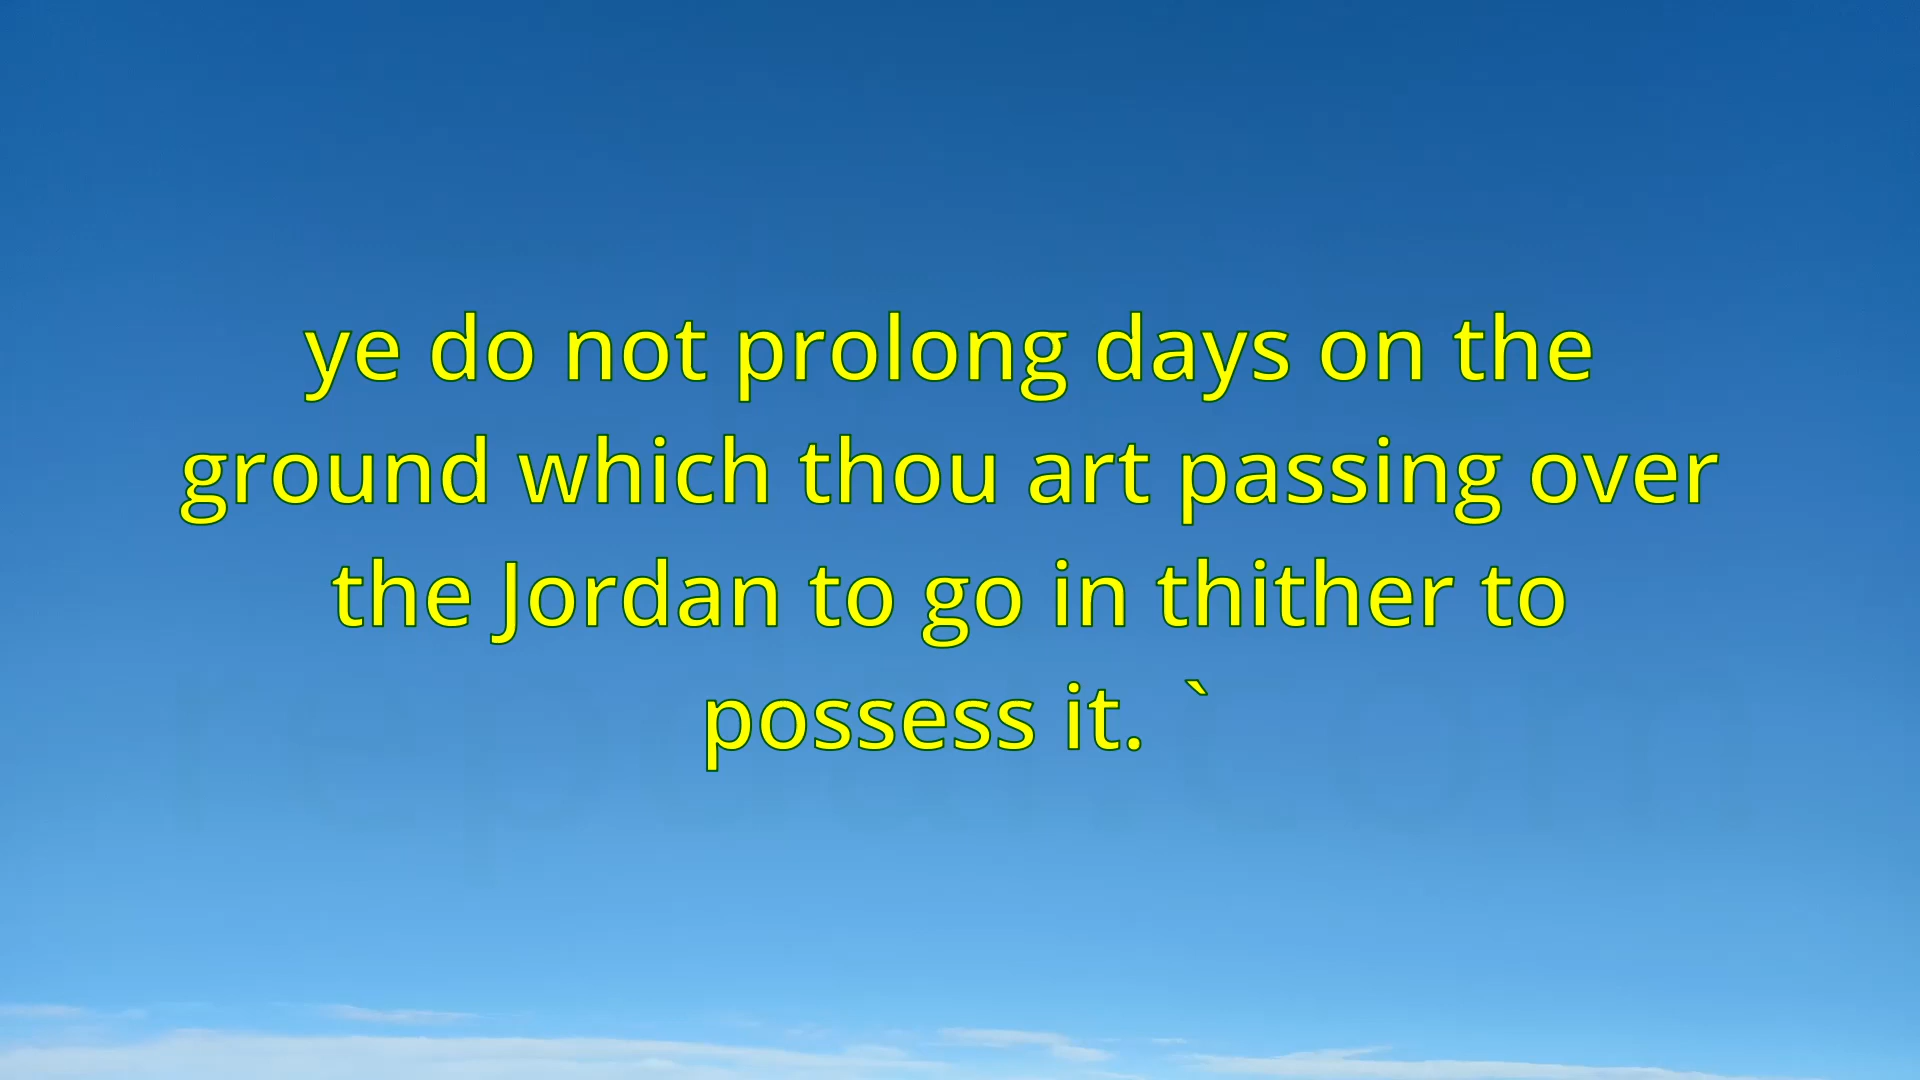 ye do not prolong days on the
ground which thou art passing over
the Jordan to go in thither to
possess it.  `